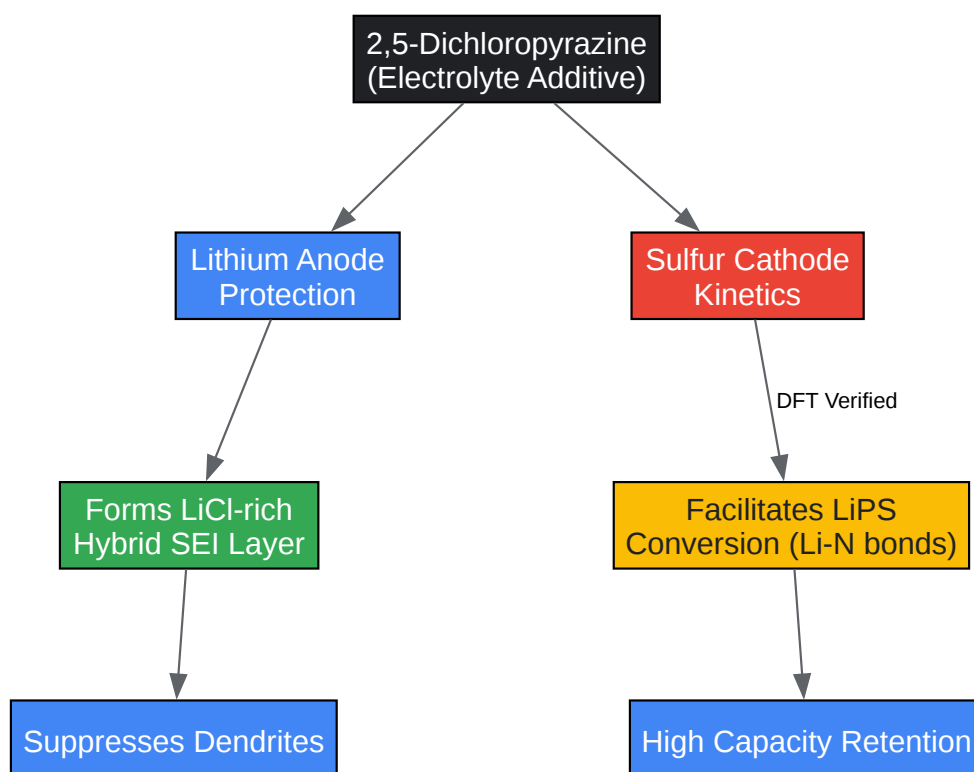 2,5-Dichloropyrazine
(Electrolyte Additive)
Lithium Anode
Protection
Sulfur Cathode
Kinetics
DFT Verified
Forms LiCl-rich
Hybrid SEI Layer
Facilitates LiPS
Conversion (Li-N bonds)
Suppresses Dendrites
High Capacity Retention